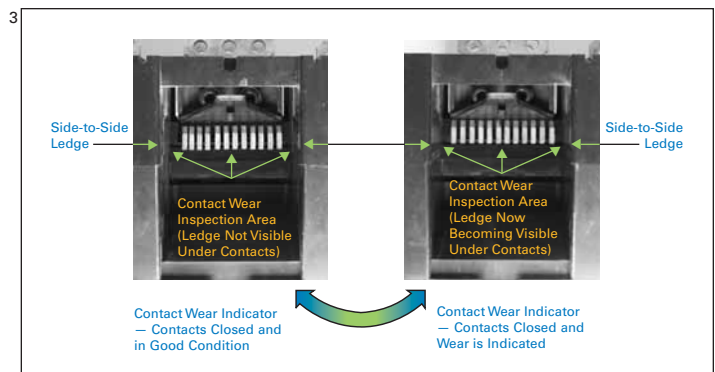 3
Side-to-Side
Ledge
Contact Wear
Inspection Area
(Ledge Not Visible
Under Contacts)
Contact Wear
Inspection Area
(Ledge Now
Becoming Visible
Under Contacts)
Side-to-Side
Ledge
Contact Wear Indicator
— Contacts Closed and
in Good Condition
Contact Wear Indicator
— Contacts Closed and
Wear is Indicated